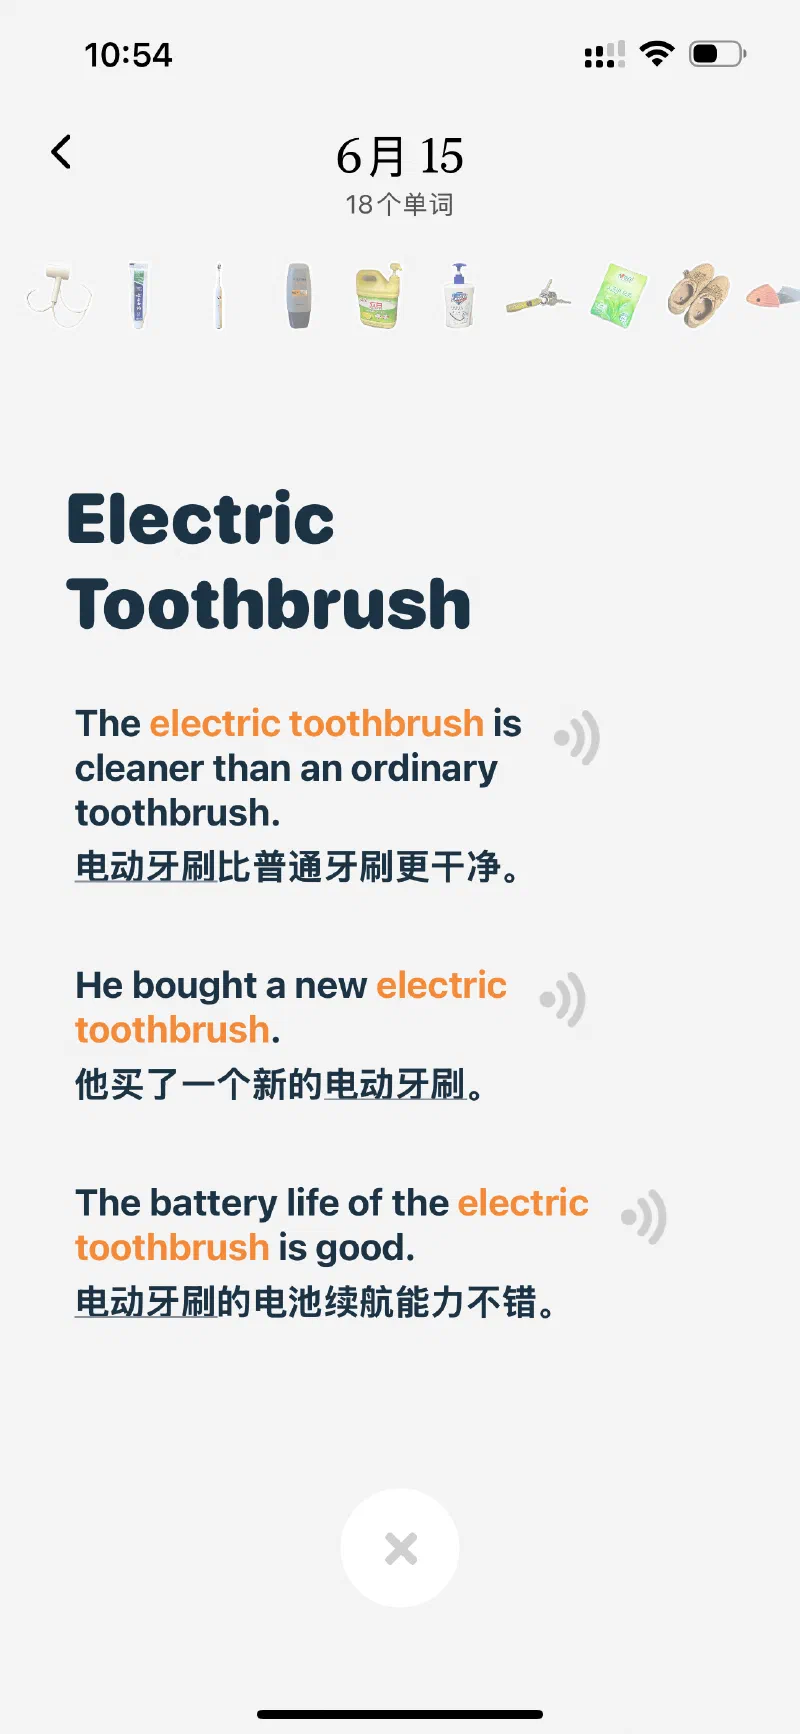 10:54
6月 15
18个单词
Electric
Toothbrush
The electric toothbrush is
cleaner than an ordinary
toothbrush.
电动牙刷比普通牙刷更干净。
He bought a new electric
toothbrush.
他买了一个新的电动牙刷。
The battery life of the electric
toothbrush is good.
电动牙刷的电池续航能力不错。